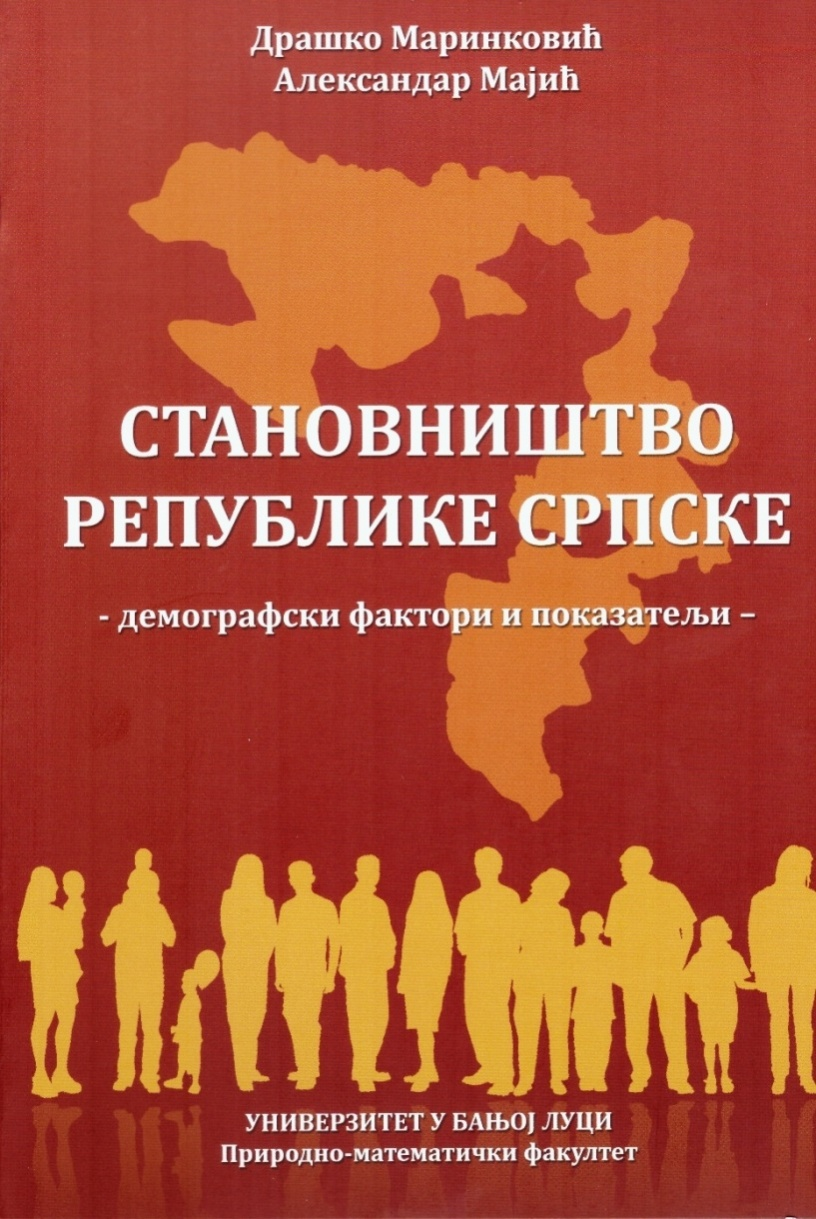 Драшко Маринковић
Александар Мајић
СТАНОВНИШТВО
РЕПУБЛИКЕ СРПСКЕ
- демографски фактори и показатељи –
УНИВЕРЗИТЕТ У БАЊОЈ ЛУЦИ
Природно-математички факултет